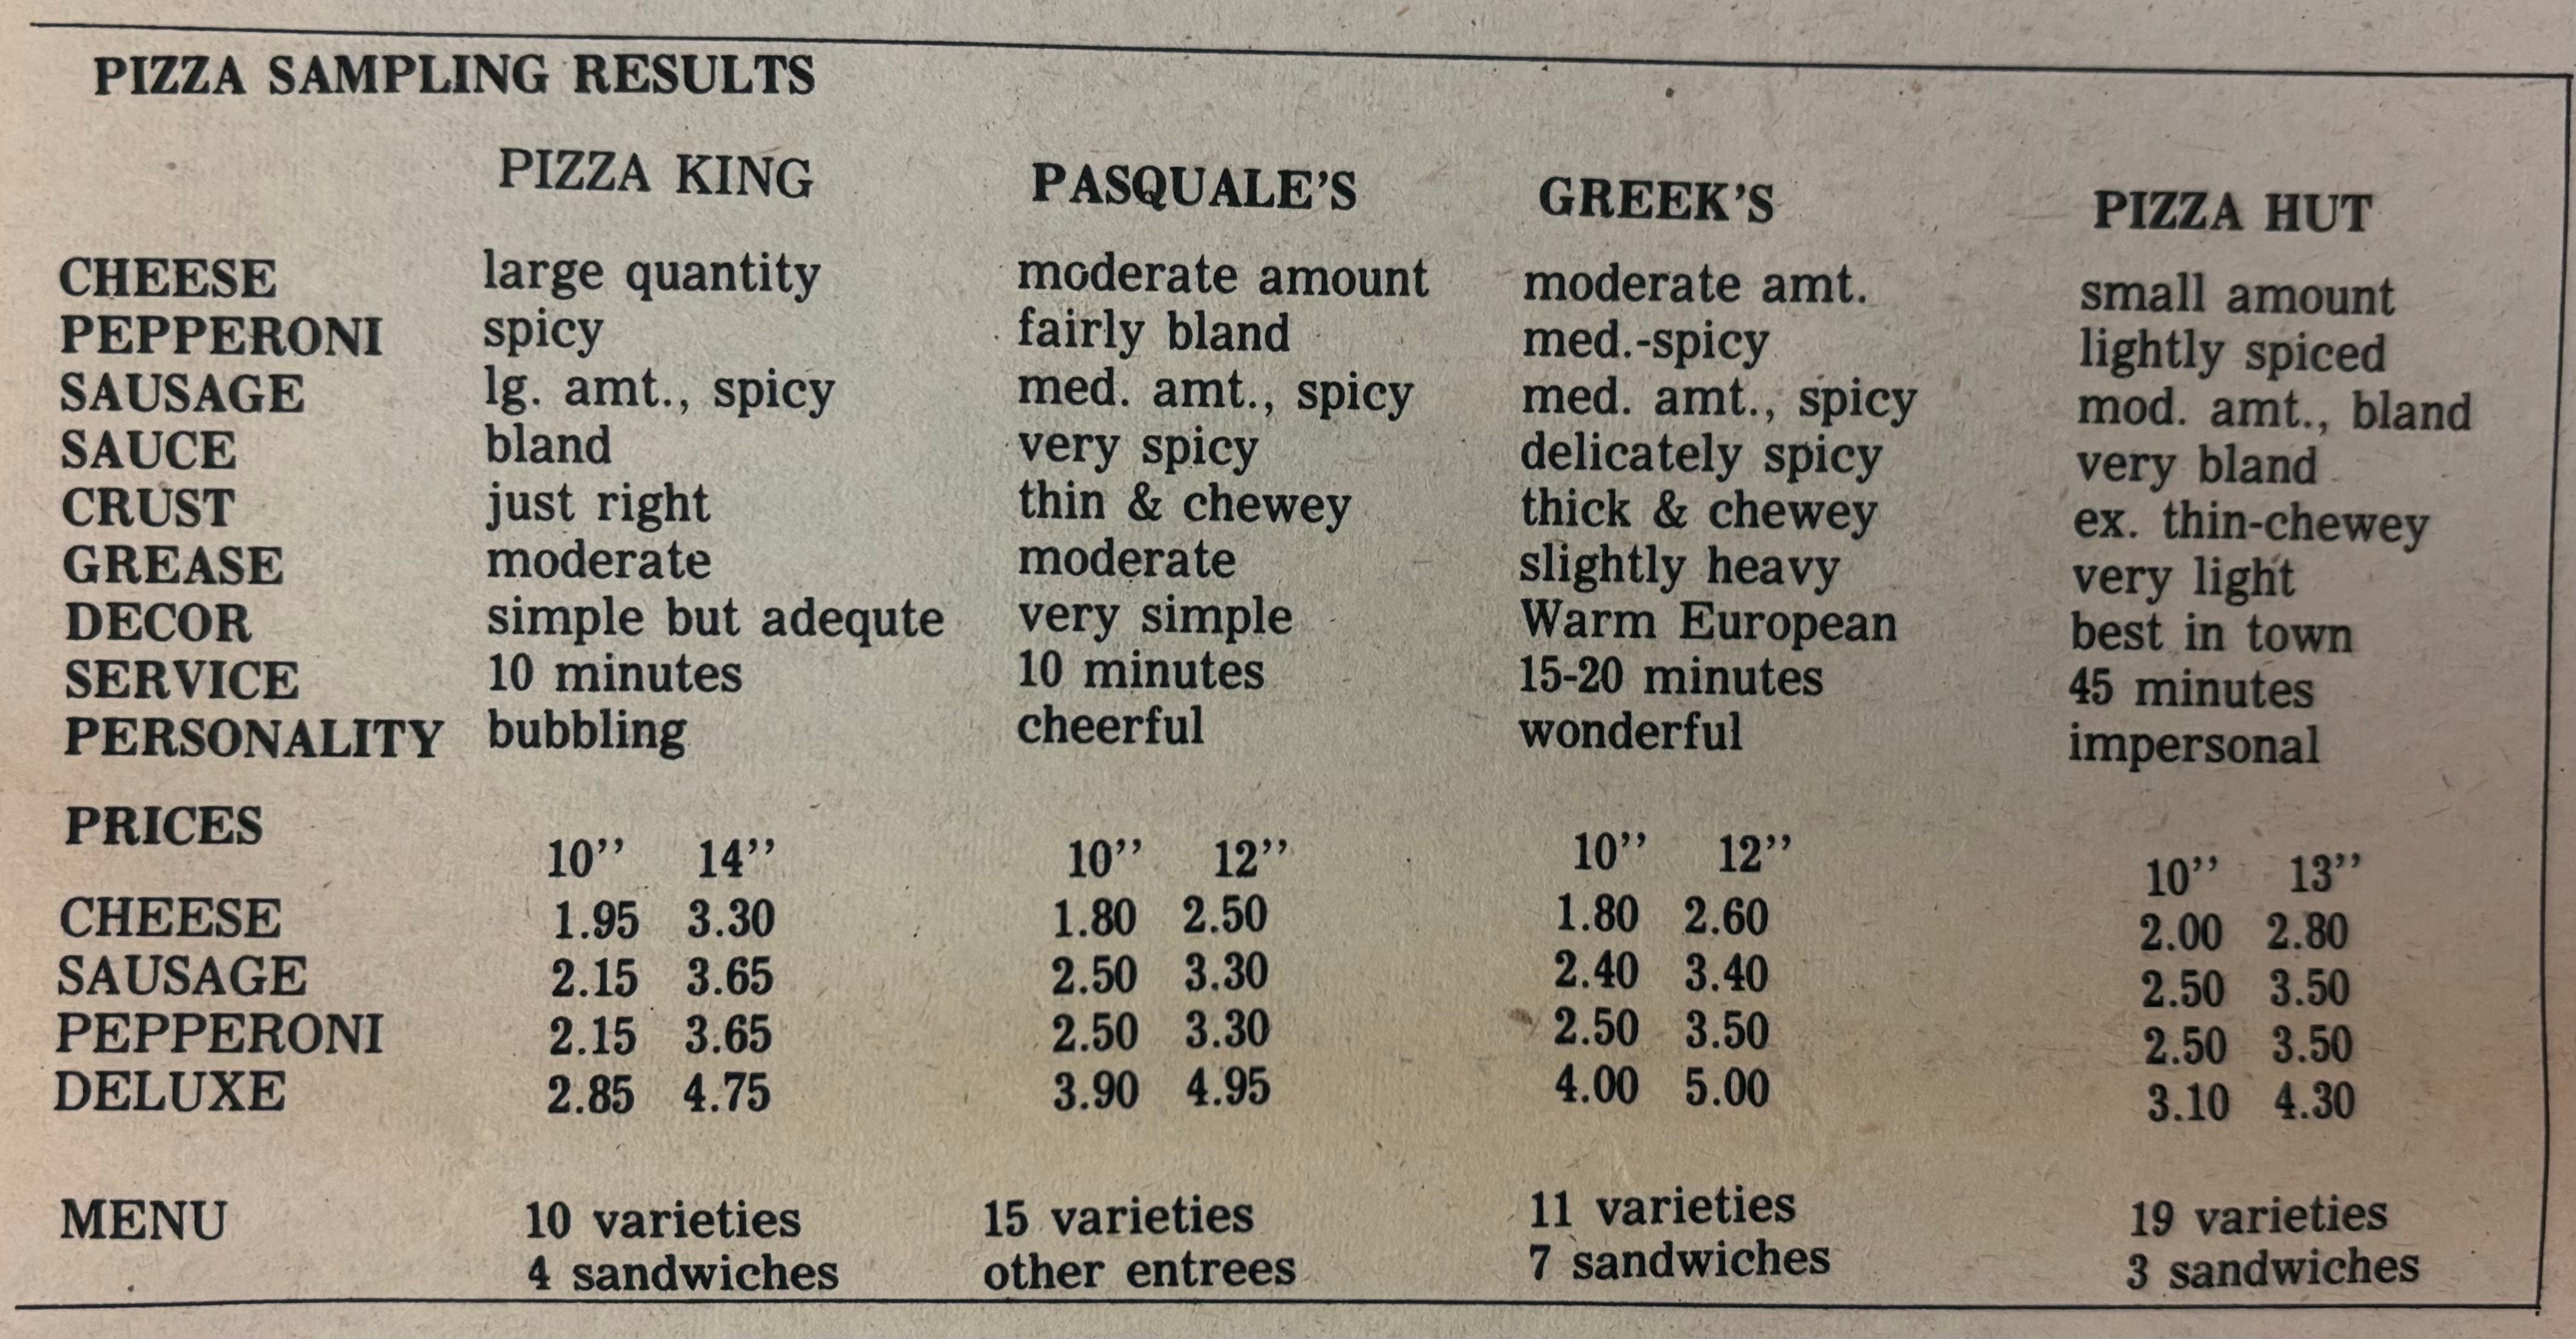 PIZZA SAMPLING RESULTS
PIZZA KING PASQUALE'S GREEK'S PIZZA HUT
CHEESE large quantity moderate amount moderate amt. small amount
PEPPERONI spicy fairly bland med.-spicy lightly spiced
SAUSAGE lg. amt., spicy med. amt., spicy med. amt., spicy mod. amt., bland
SAUCE bland very spicy delicately spicy very bland
CRUST just right thin & chewey thick & chewey ex. thin-chewey
GREASE moderate moderate slightly heavy very light
DECOR simple but adequte very simple Warm European best in town
SERVICE 10 minutes 10 minutes 15-20 minutes 45 minutes
PERSONALITY bubbling cheerful wonderful impersonal
PRICES
10'' 14'' 10'' 12'' 10'' 12'' 10'' 13''
CHEESE 1.95 3.30 1.80 2.50 1.80 2.60 2.00 2.80
SAUSAGE 2.15 3.65 2.50 3.30 2.40 3.40 2.50 3.50
PEPPERONI 2.15 3.65 2.50 3.30 2.50 3.50 2.50 3.50
DELUXE 2.85 4.75 3.90 4.95 4.00 5.00 3.10 4.30
MENU 10 varieties 15 varieties 11 varieties 19 varieties
4 sandwiches other entrees 7 sandwiches 3 sandwiches